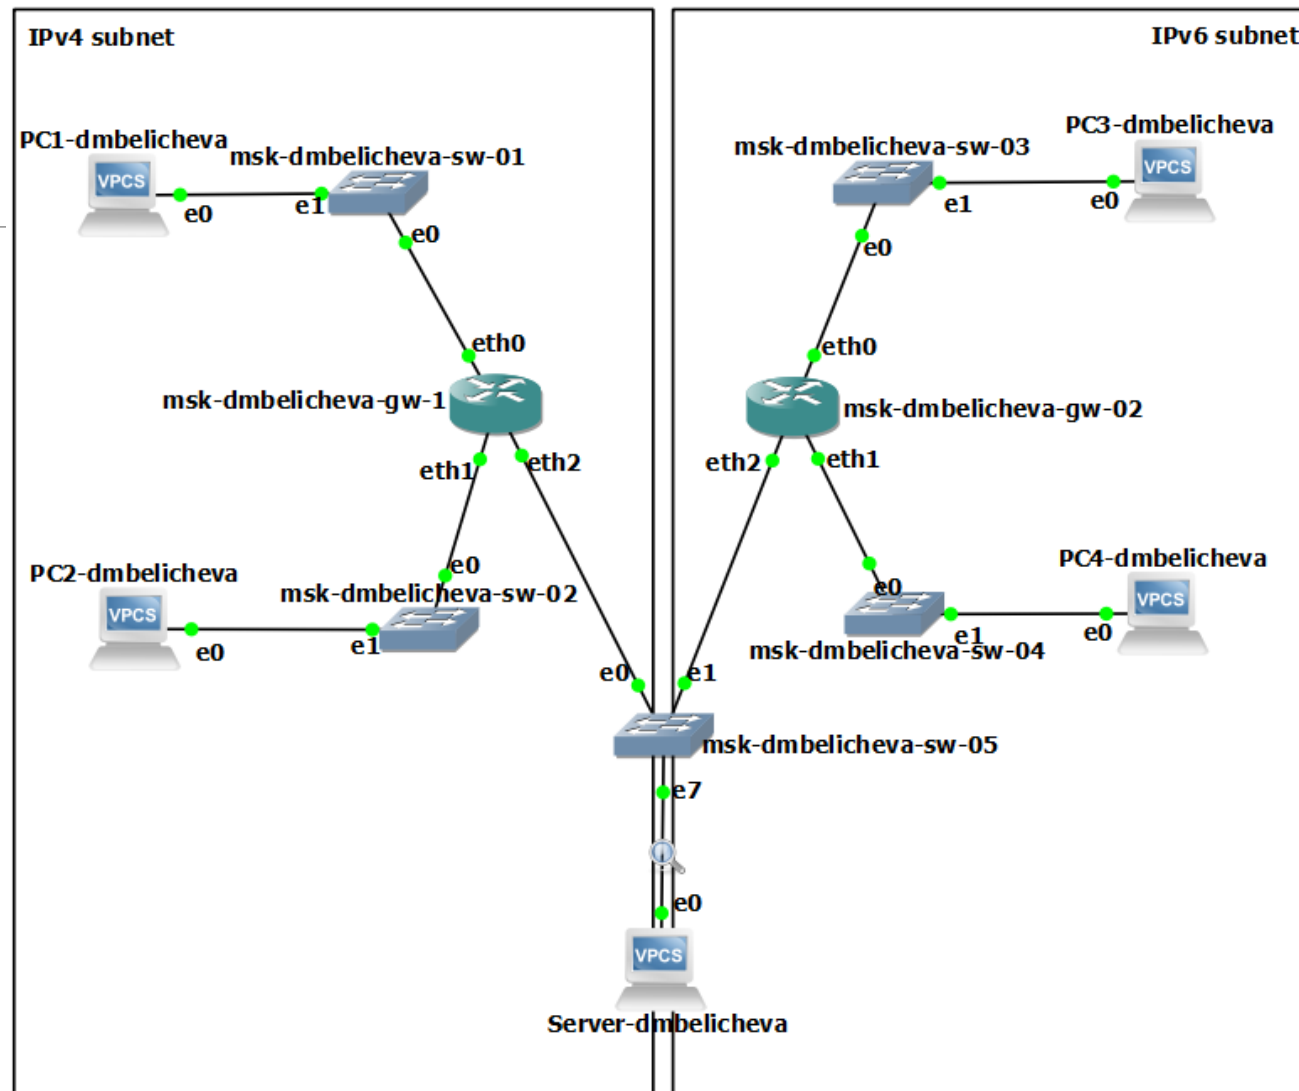 IPv4 subnet
IPv6 subnet
PC1-dmbelicheva
msk-dmbelicheva-sw-01
VPCS
e0
e1
e0
msk-dmbelicheva-sw-03
PC3-dmbelicheva
VPCS
e1
e0
e0
eth0
msk-dmbelicheva-gw-1
eth1
eth2
eth0
msk-dmbelicheva-gw-02
eth2
eth1
PC2-dmbelicheva
VPCS
e0
msk-dmbelicheva-sw-02
e0
e1
PC4-dmbelicheva
VPCS
e0
e1
e0
msk-dmbelicheva-sw-04
e0
e1
msk-dmbelicheva-sw-05
e7
e0
VPCS
Server-dmbelicheva